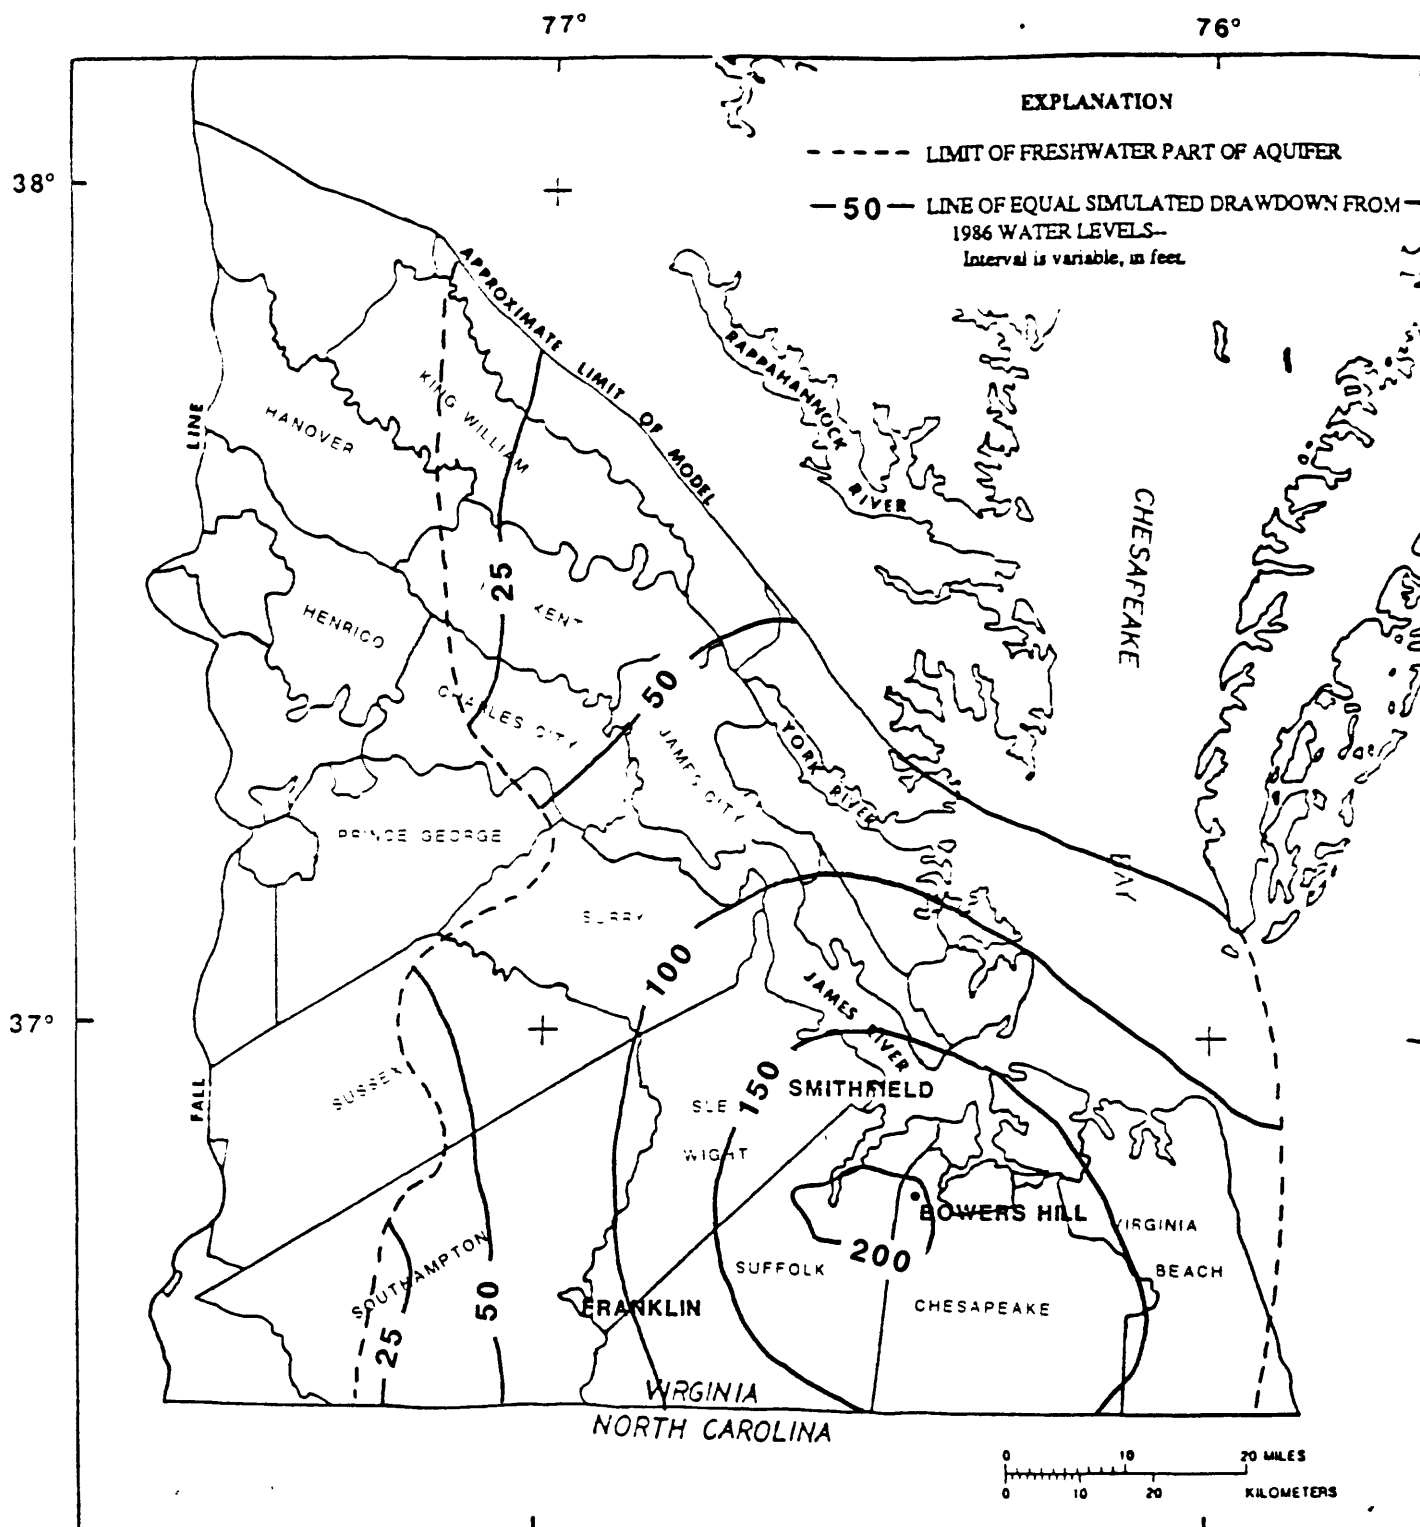 77°
76°
EXPLANATION
LIMIT OF FRESHWATER PART OF AQUIFER
38°
50
LINE OF EQUAL SIMULATED DRAWDOWN FROM
1986 WATER LEVELS--
Interval is variable, in feet.
APPROXIMATE LIMIT OF MODEL
RAPPAHANNOCK
RIVER
KING WILLIAM
HANOVER
LINE
CHESAPEAKE
25
KENT
HENRICO
50
CHARLES CITY
JAMES CITY
YORK RIVER
PRINCE GEORGE
BAY
SURRY
100
JAMES RIVER
37°
SUSSEX
FALL
150
SMITHFIELD
SLE
WIGHT
BOWERS HILL
VIRGINIA
BEACH
200
SOUTHAMPTON
SUFFOLK
50
FRANKLIN
CHESAPEAKE
25
VIRGINIA
NORTH CAROLINA
0 10 20 MILES
0 10 20 KILOMETERS